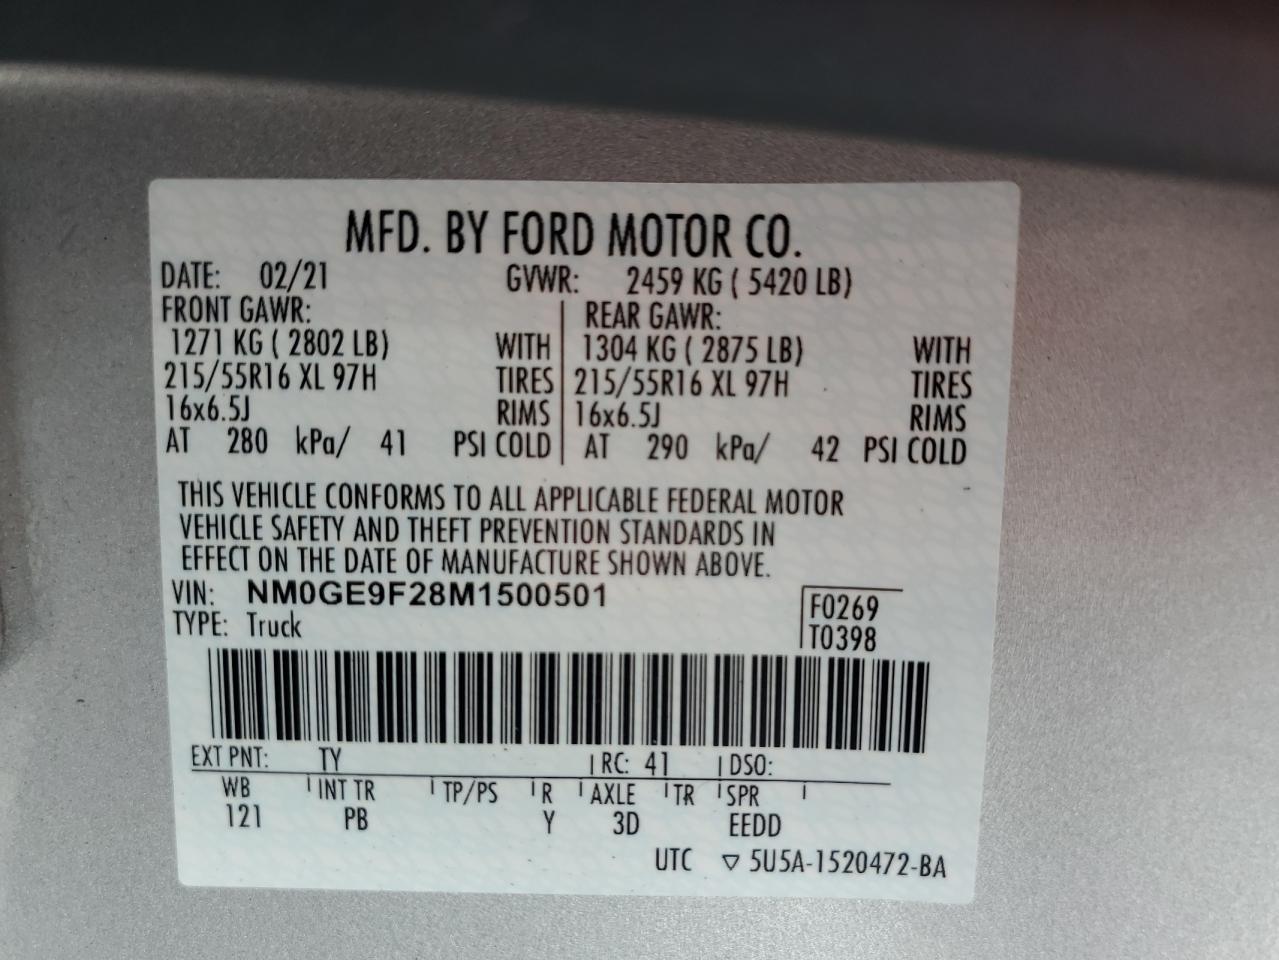 MFD. BY FORD MOTOR CO.
DATE: 02/21 GVWR: 2459 KG ( 5420 LB)
FRONT GAWR: REAR GAWR:
1271 KG ( 2802 LB) WITH 1304 KG ( 2875 LB) WITH
215/55R16 XL 97H TIRES 215/55R16 XL 97H TIRES
16x6.5J RIMS 16x6.5J RIMS
AT 280 kPa/ 41 PSI COLD AT 290 kPa/ 42 PSI COLD
THIS VEHICLE CONFORMS TO ALL APPLICABLE FEDERAL MOTOR
VEHICLE SAFETY AND THEFT PREVENTION STANDARDS IN
EFFECT ON THE DATE OF MANUFACTURE SHOWN ABOVE.
VIN: NM0GE9F28M1500501 F0269
TYPE: Truck T0398
EXT PNT: TY RC: 41 DSO:
WB INT TR TP/PS R AXLE TR SPR
121 PB Y 3D EEDD
UTC ▽ 5U5A-1520472-BA